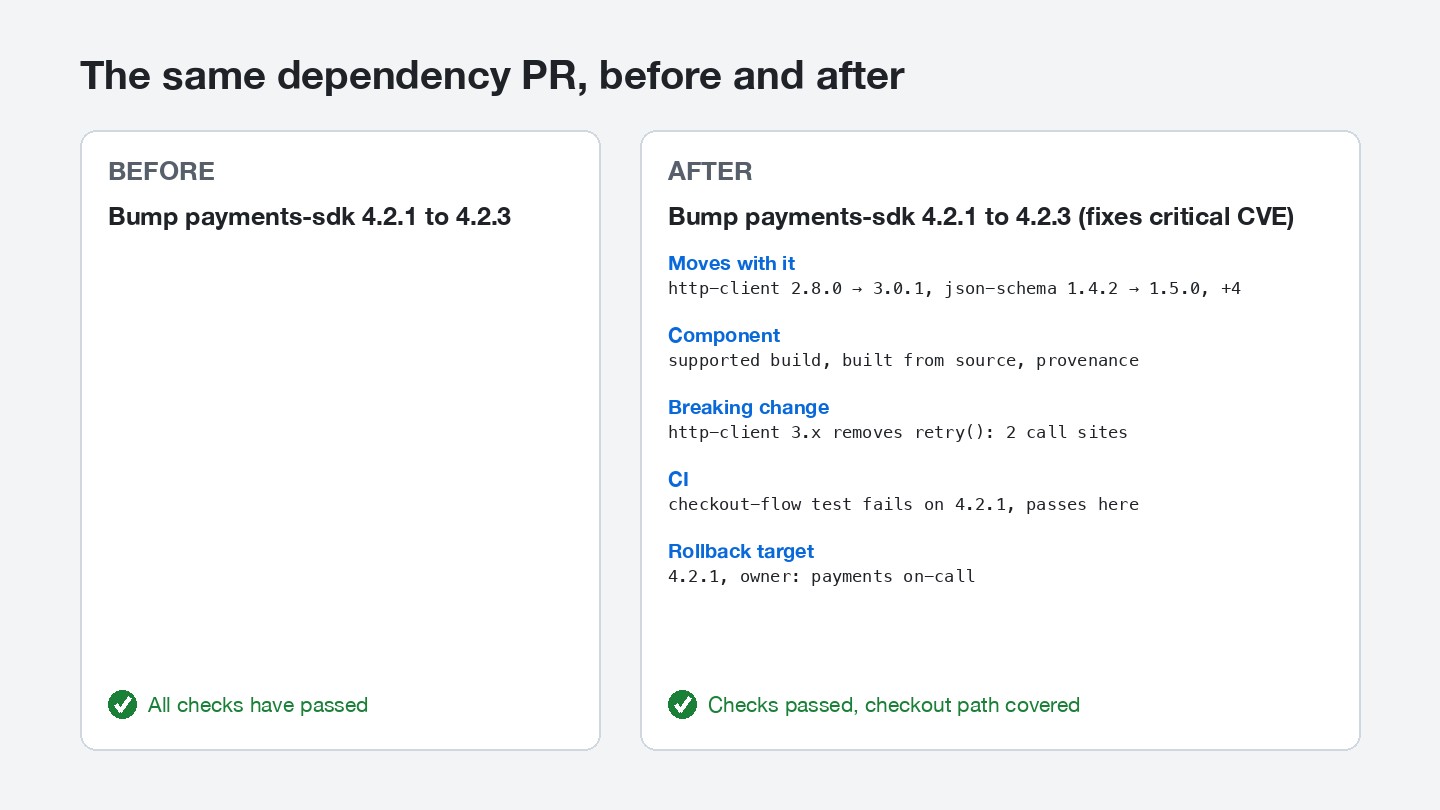 The same dependency PR, before and after
BEFORE
Bump payments-sdk 4.2.1 to 4.2.3
All checks have passed
AFTER
Bump payments-sdk 4.2.1 to 4.2.3 (fixes critical CVE)
Moves with it
http-client 2.8.0 → 3.0.1, json-schema 1.4.2 → 1.5.0, +4
Component
supported build, built from source, provenance
Breaking change
http-client 3.x removes retry(): 2 call sites
CI
checkout-flow test fails on 4.2.1, passes here
Rollback target
4.2.1, owner: payments on-call
Checks passed, checkout path covered